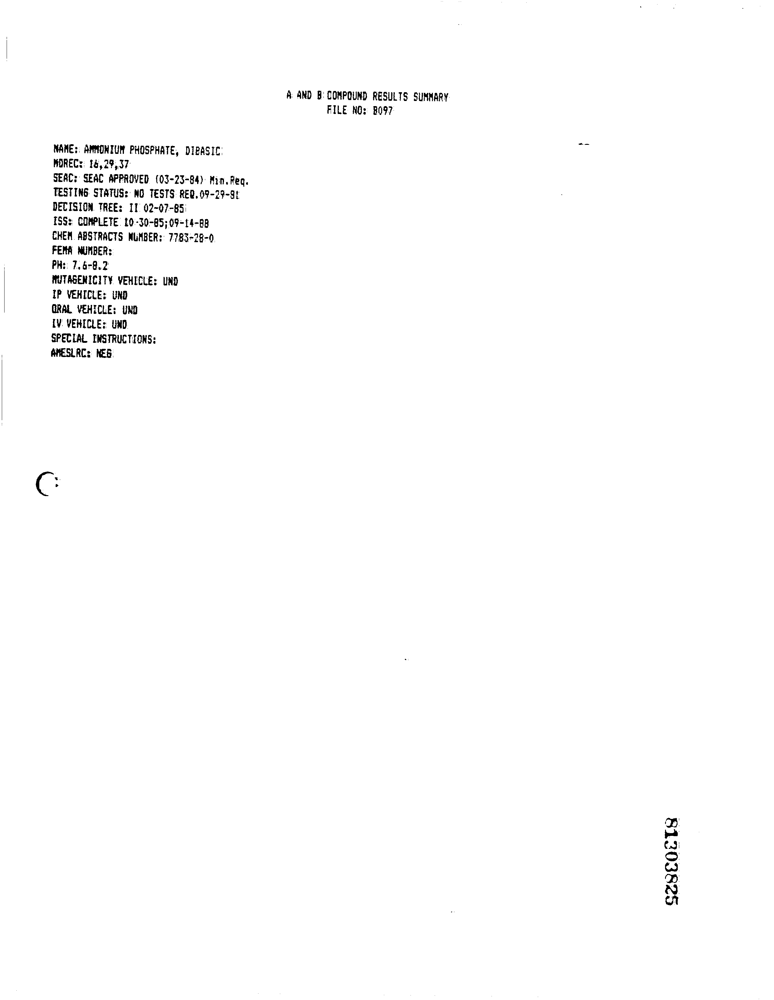 A AND B COMPOUND RESULTS SUMMARY
FILE NO: B097
NAME: AMMONIUM PHOSPHATE, DIBASIC
MOREC: 16,29,37
SEAC: SEAC APPROVED (03-23-84) Min.Req.
TESTING STATUS: NO TESTS REQ.09-29-81
DECISION TREE: II 02-07-85
ISS: COMPLETE 10-30-85;09-14-88
CHEM ABSTRACTS NUMBER: 7783-28-0
FEMA NUMBER:
PH: 7.6-8.2
MUTAGENICITY VEHICLE: UND
IP VEHICLE: UND
ORAL VEHICLE: UND
IV VEHICLE: UND
SPECIAL INSTRUCTIONS:
AMESLRC: NEG
81303825